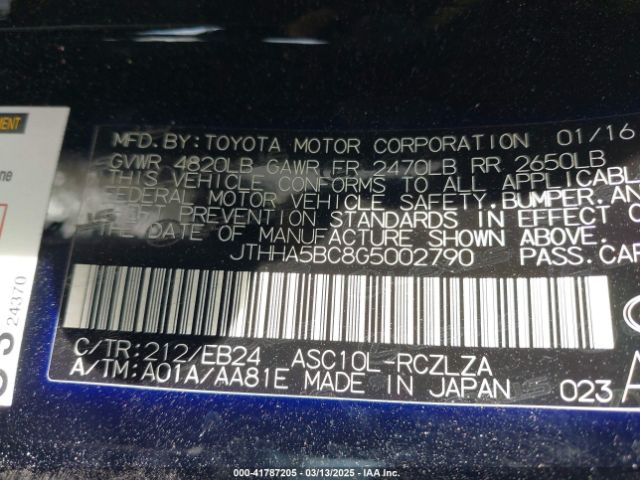 MFD. BY: TOYOTA MOTOR CORPORATION 01/16
GVWR 4820LB GAWR FR 2470LB RR 2650LB
THIS VEHICLE CONFORMS TO ALL APPLICABL
FEDERAL MOTOR VEHICLE SAFETY, BUMPER, AN
PREVENTION STANDARDS IN EFFECT O
THE DATE OF MANUFACTURE SHOWN ABOVE.
JTHHA5BC8G5002790 PASS. CAR
C/TR: 212/EB24 ASC10L-RCZLZA
A/TM: A01A/AA81E MADE IN JAPAN 023
24370
000-41787205 — 03/13/2025 — IAA Inc.